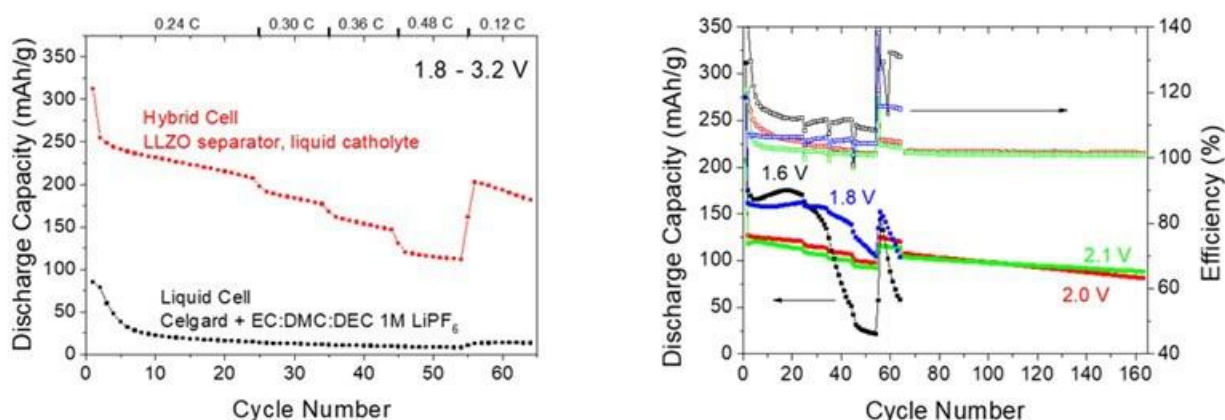 0.24 C 0.30 C 0.36 C 0.48 C 0.12 C
350
300
250
200
150
100
50
0
Discharge Capacity (mAh/g)
1.8 - 3.2 V
Hybrid Cell
LLZO separator, liquid catholyte
Liquid Cell
Celgard + EC:DMC:DEC 1M LiPF₆
0 10 20 30 40 50 60
Cycle Number
350
300
250
200
150
100
50
0
Discharge Capacity (mAh/g)
1.6 V
1.8 V
2.1 V
2.0 V
140
120
100
80
60
40
Efficiency (%)
0 20 40 60 80 100 120 140 160
Cycle Number